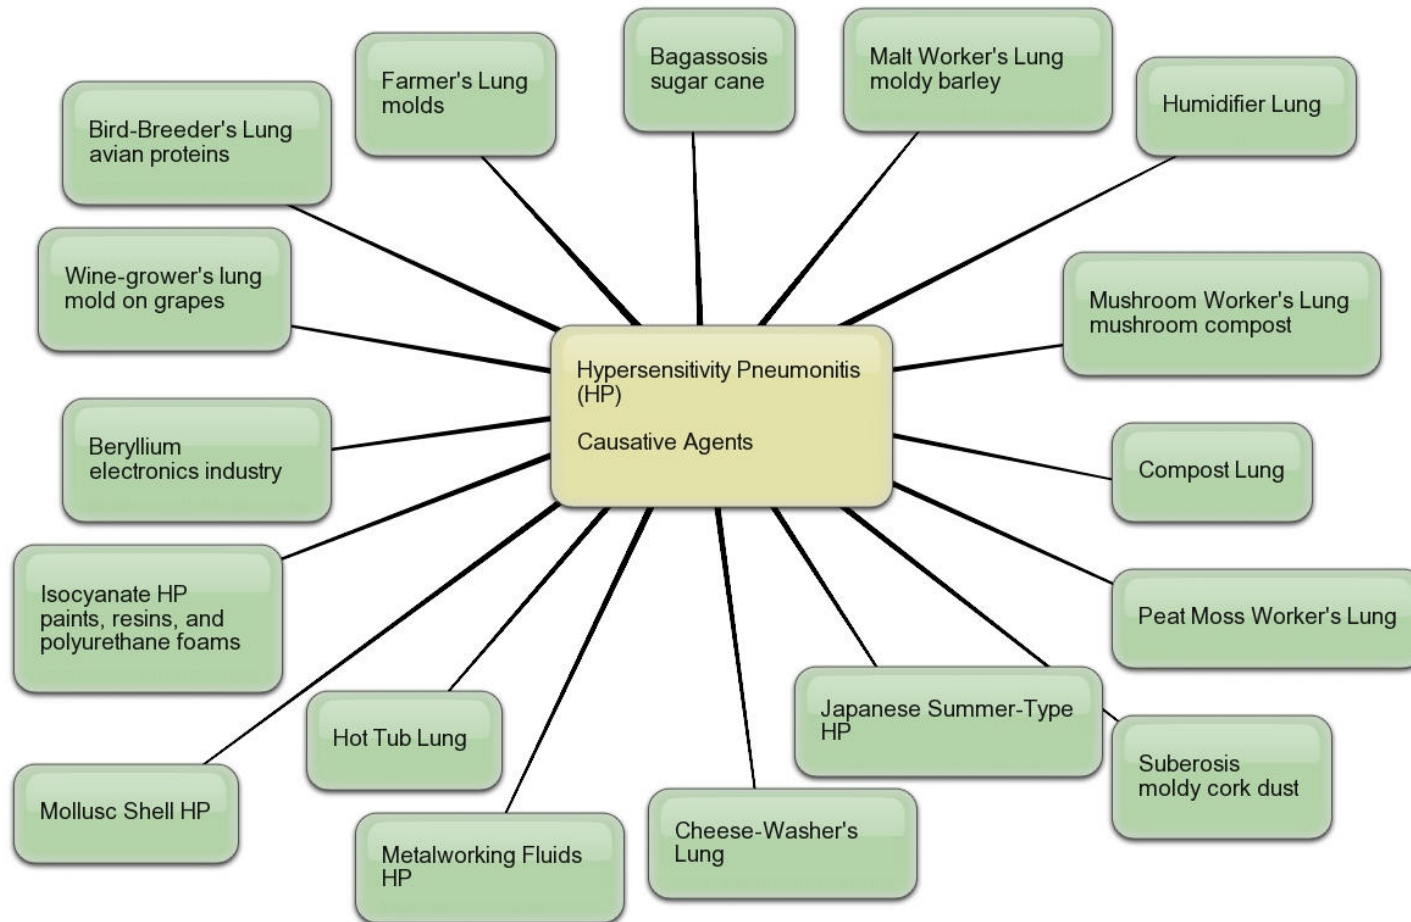 Bagassosis
sugar cane
Malt Worker's Lung
moldy barley
Farmer's Lung
molds
Humidifier Lung
Bird-Breeder's Lung
avian proteins
Wine-grower's lung
mold on grapes
Mushroom Worker's Lung
mushroom compost
Hypersensitivity Pneumonitis
(HP)
Causative Agents
Beryllium
electronics industry
Compost Lung
Isocyanate HP
paints, resins, and
polyurethane foams
Peat Moss Worker's Lung
Japanese Summer-Type
HP
Hot Tub Lung
Suberosis
moldy cork dust
Mollusc Shell HP
Cheese-Washer's
Lung
Metalworking Fluids
HP